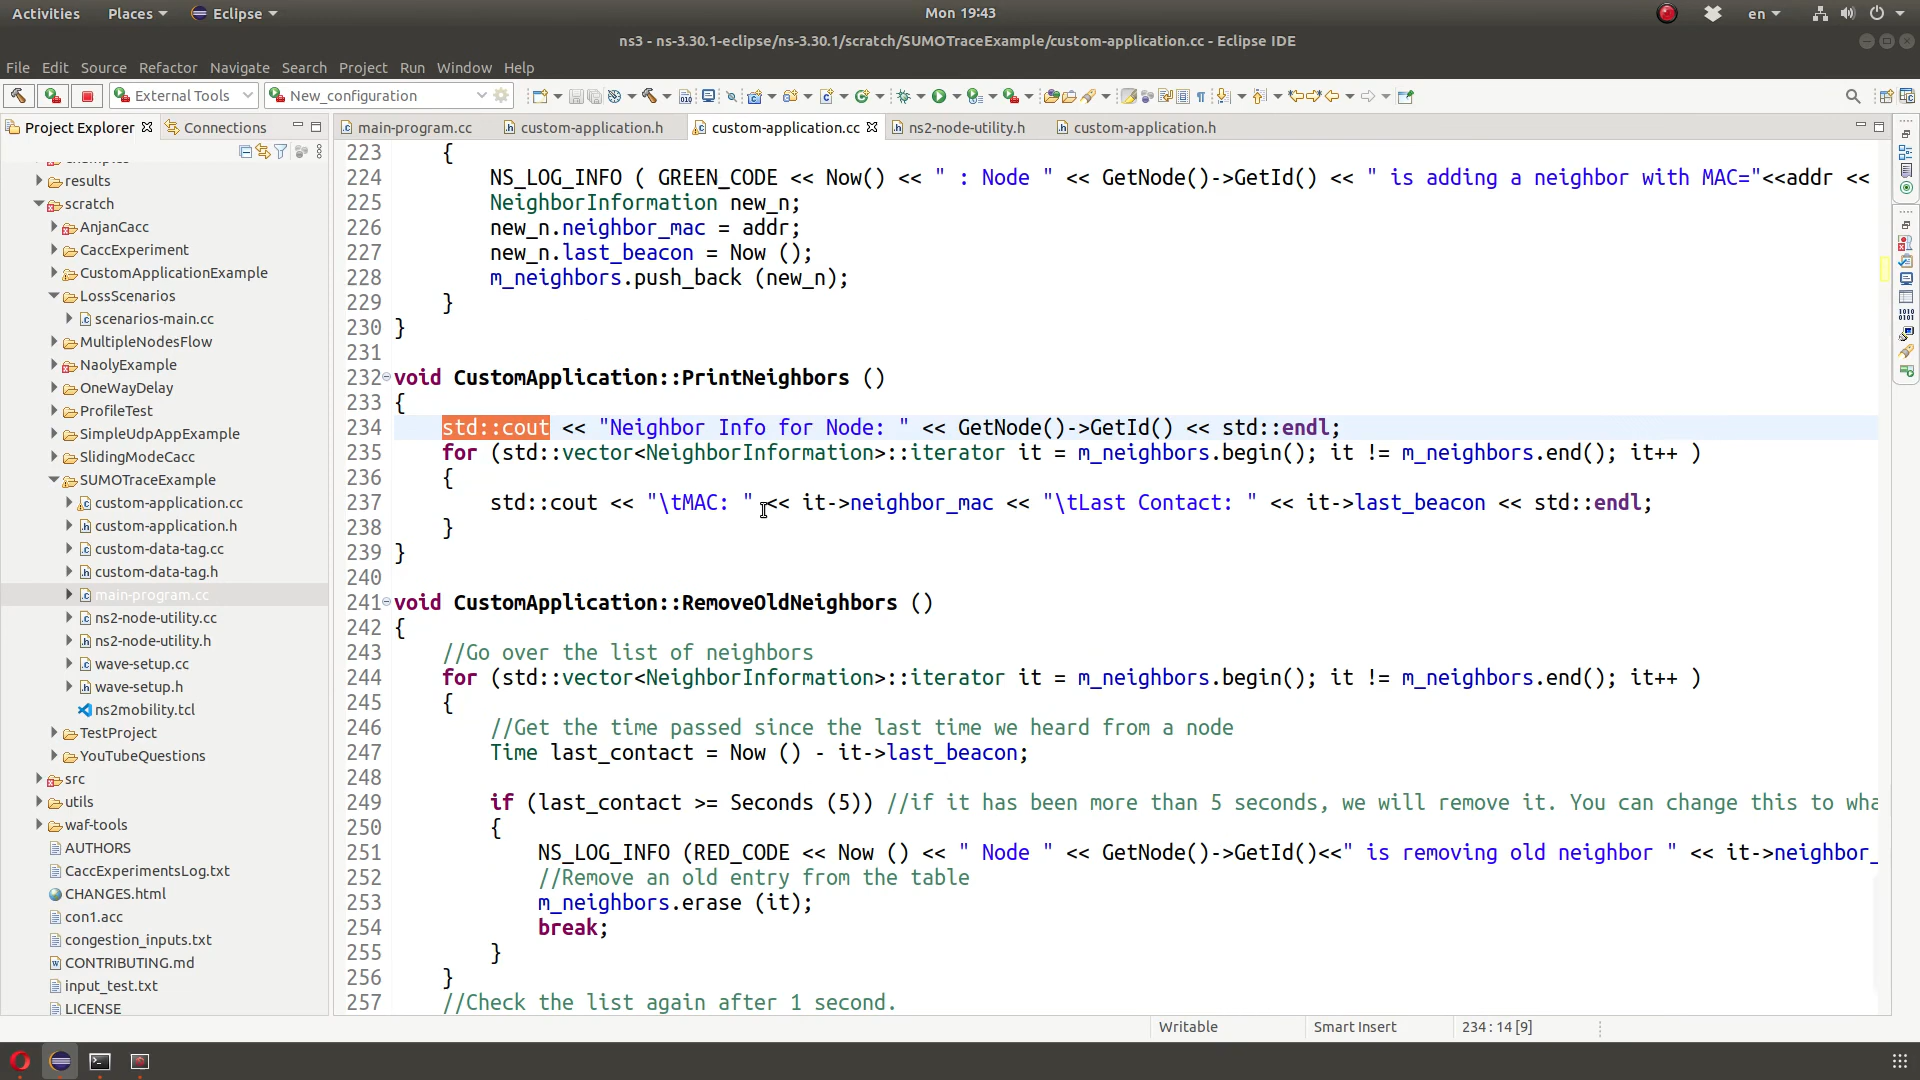 Activities Places Eclipse Mon 19:43 en
ns3 - ns-3.30.1-eclipse/ns-3.30.1/scratch/SUMOTraceExample/custom-application.cc - Eclipse IDE
File Edit Source Refactor Navigate Search Project Run Window Help
External Tools New_configuration
Project Explorer Connections
main-program.cc custom-application.h custom-application.cc ns2-node-utility.h custom-application.h
results
scratch
AnjanCacc
CaccExperiment
CustomApplicationExample
LossScenarios
scenarios-main.cc
MultipleNodesFlow
NaolyExample
OneWayDelay
ProfileTest
SimpleUdpAppExample
SlidingModeCacc
SUMOTraceExample
custom-application.cc
custom-application.h
custom-data-tag.cc
custom-data-tag.h
main-program.cc
ns2-node-utility.cc
ns2-node-utility.h
wave-setup.cc
wave-setup.h
ns2mobility.tcl
TestProject
YouTubeQuestions
src
utils
waf-tools
AUTHORS
CaccExperimentsLog.txt
CHANGES.html
con1.acc
congestion_inputs.txt
CONTRIBUTING.md
input_test.txt
LICENSE
223 {
224 NS_LOG_INFO ( GREEN_CODE << Now() << " : Node " << GetNode()->GetId() << " is adding a neighbor with MAC="<<addr <<
225 NeighborInformation new_n;
226 new_n.neighbor_mac = addr;
227 new_n.last_beacon = Now ();
228 m_neighbors.push_back (new_n);
229 }
230 }
231
232 void CustomApplication::PrintNeighbors ()
233 {
234 std::cout << "Neighbor Info for Node: " << GetNode()->GetId() << std::endl;
235 for (std::vector<NeighborInformation>::iterator it = m_neighbors.begin(); it != m_neighbors.end(); it++ )
236 {
237 std::cout << "\tMAC: " << it->neighbor_mac << "\tLast Contact: " << it->last_beacon << std::endl;
238 }
239 }
240
241 void CustomApplication::RemoveOldNeighbors ()
242 {
243 //Go over the list of neighbors
244 for (std::vector<NeighborInformation>::iterator it = m_neighbors.begin(); it != m_neighbors.end(); it++ )
245 {
246 //Get the time passed since the last time we heard from a node
247 Time last_contact = Now () - it->last_beacon;
248
249 if (last_contact >= Seconds (5)) //if it has been more than 5 seconds, we will remove it. You can change this to wha
250 {
251 NS_LOG_INFO (RED_CODE << Now () << " Node " << GetNode()->GetId()<<" is removing old neighbor " << it->neighbor_
252 //Remove an old entry from the table
253 m_neighbors.erase (it);
254 break;
255 }
256 }
257 //Check the list again after 1 second.
Writable Smart Insert 234 : 14 [9]